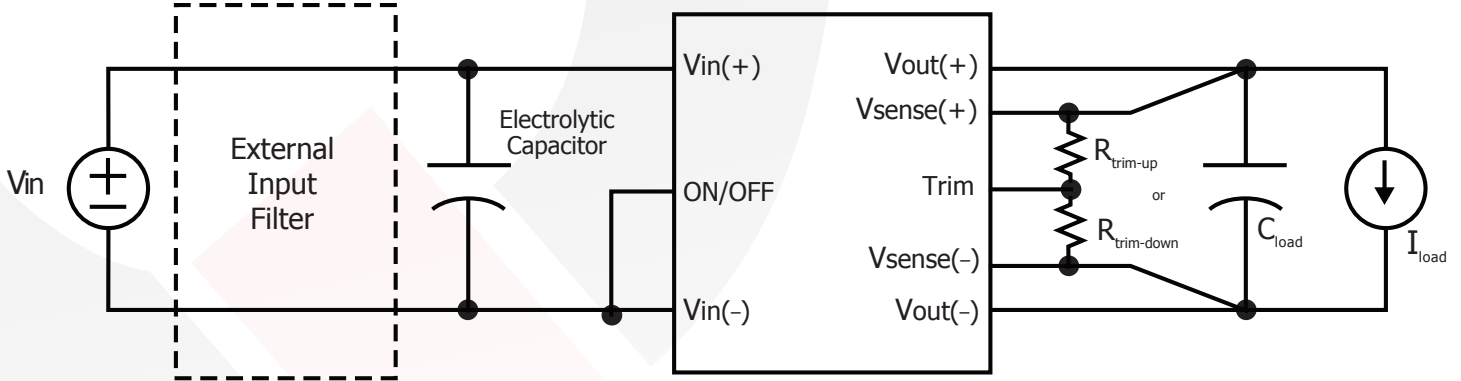 Vin
External
Input
Filter
Electrolytic
Capacitor
Vin(+)
ON/OFF
Vin(−)
Vout(+)
Vsense(+)
Trim
Vsense(−)
Vout(−)
Rtrim-up
or
Rtrim-down
Cload
Iload